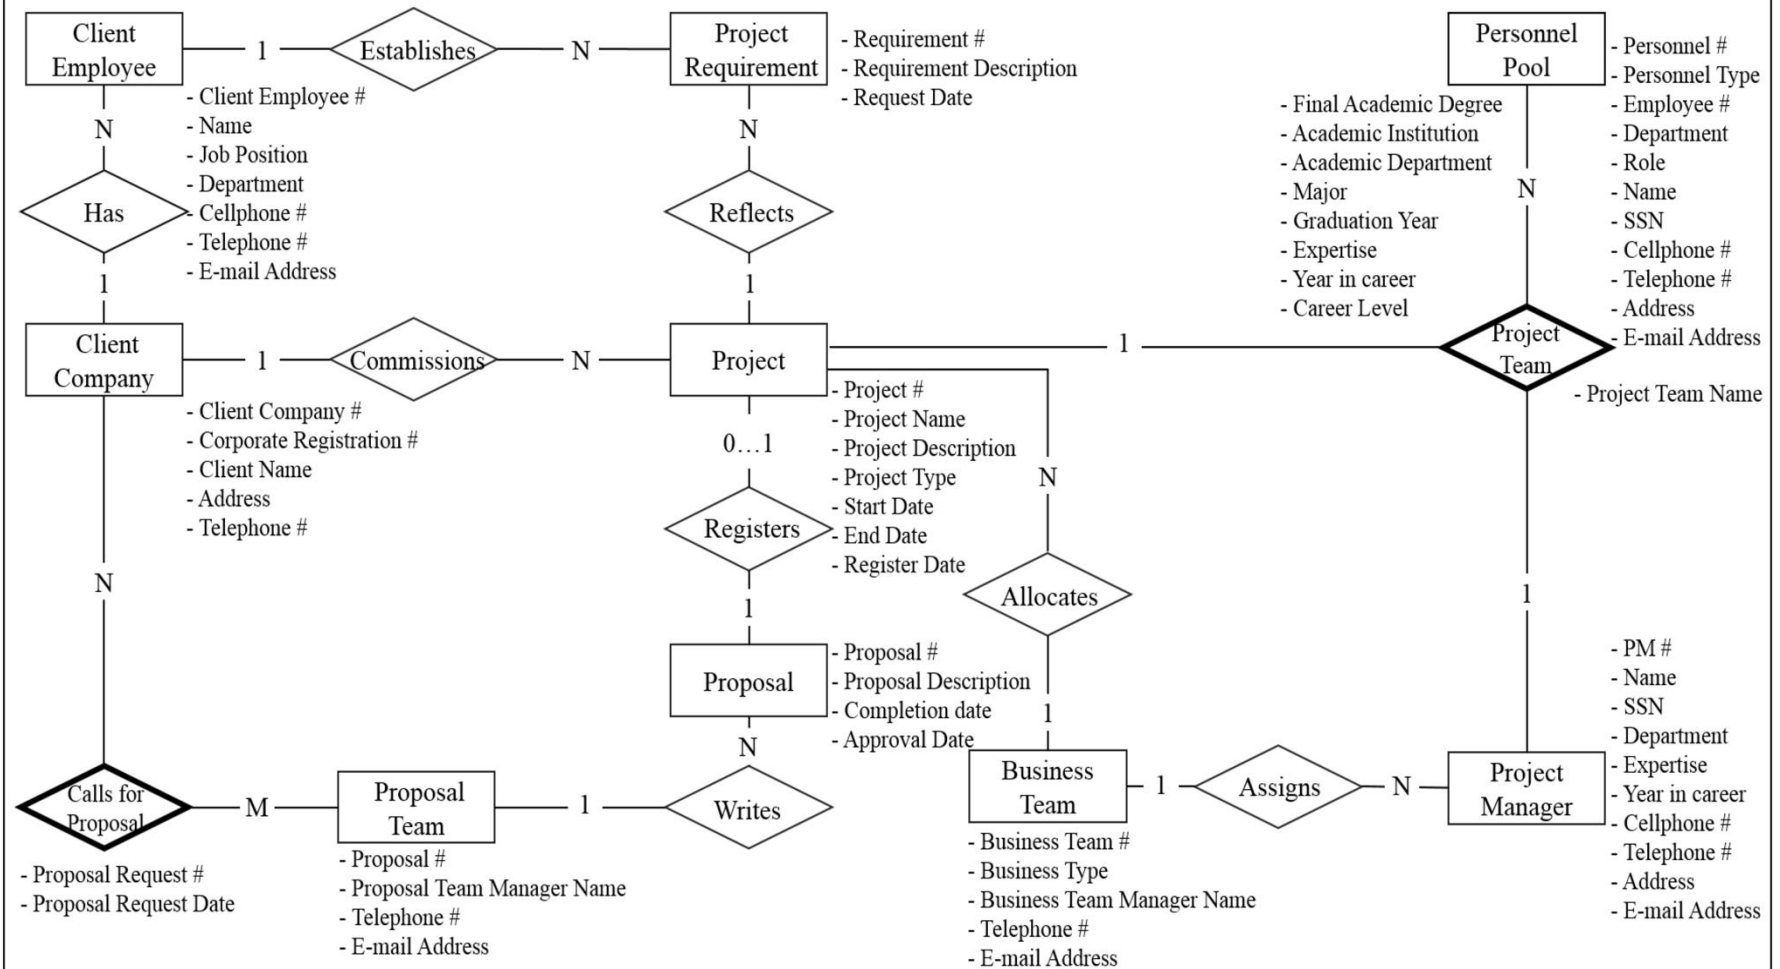 Client
Employee
1
Establishes
N
Project
Requirement
- Requirement #
- Requirement Description
- Request Date
Personnel
Pool
- Personnel #
- Personnel Type
- Employee #
- Department
- Role
- Name
- SSN
- Cellphone #
- Telephone #
- Address
- E-mail Address
- Final Academic Degree
- Academic Institution
- Academic Department
- Major
- Graduation Year
- Expertise
- Year in career
- Career Level
- Client Employee #
- Name
- Job Position
- Department
- Cellphone #
- Telephone #
- E-mail Address
N
Has
1
N
Reflects
1
N
Client
Company
1
Commissions
N
Project
1
Project
Team
- Project Team Name
- Client Company #
- Corporate Registration #
- Client Name
- Address
- Telephone #
- Project #
- Project Name
- Project Description
- Project Type
- Start Date
- End Date
- Register Date
0...1
Registers
1
N
Allocates
1
N
1
Proposal
- Proposal #
- Proposal Description
- Completion date
- Approval Date
N
Calls for
Proposal
M
Proposal
Team
1
Writes
Business
Team
1
Assigns
N
Project
Manager
- PM #
- Name
- SSN
- Department
- Expertise
- Year in career
- Cellphone #
- Telephone #
- Address
- E-mail Address
- Proposal Request #
- Proposal Request Date
- Proposal #
- Proposal Team Manager Name
- Telephone #
- E-mail Address
- Business Team #
- Business Type
- Business Team Manager Name
- Telephone #
- E-mail Address